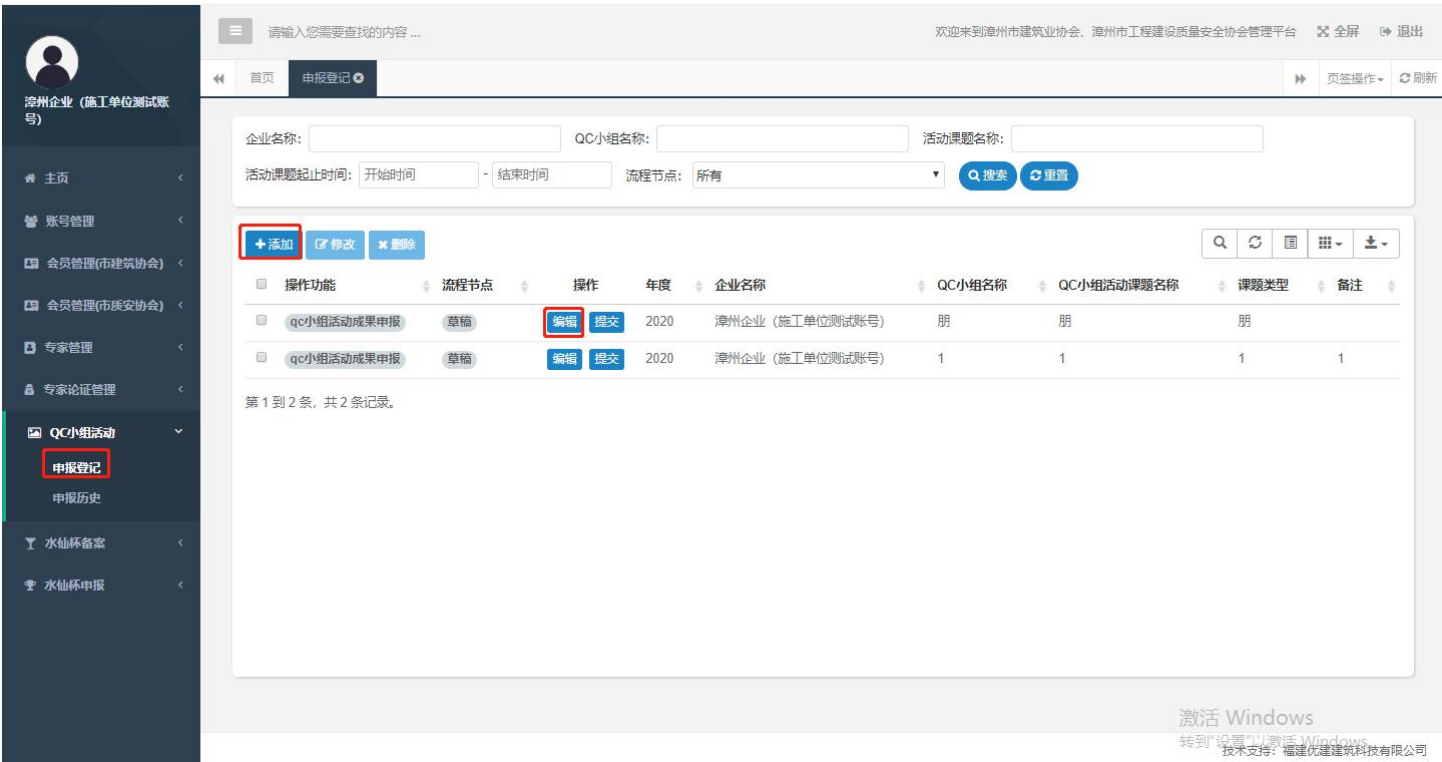 请输入您需要查找的内容 ...
欢迎来到漳州市建筑业协会、漳州市工程建设质量安全协会管理平台 全屏 退出
首页 申报登记 页签操作 刷新
漳州企业（施工单位测试账
号）
主页
账号管理
会员管理(市建筑协会)
会员管理(市质安协会)
专家管理
专家论证管理
QC小组活动
申报登记
申报历史
水仙杯备案
水仙杯申报
企业名称: QC小组名称: 活动课题名称:
活动课题起止时间: 开始时间 - 结束时间 流程节点: 所有 搜索 重置
添加 修改 删除
操作功能 流程节点 操作 年度 企业名称 QC小组名称 QC小组活动课题名称 课题类型 备注
qc小组活动成果申报 草稿 编辑 提交 2020 漳州企业（施工单位测试账号） 朋 朋 朋
qc小组活动成果申报 草稿 编辑 提交 2020 漳州企业（施工单位测试账号） 1 1 1 1
第 1 到 2 条，共 2 条记录。
激活 Windows
转到"设置"以激活 Windows。
技术支持：福建优建建筑科技有限公司